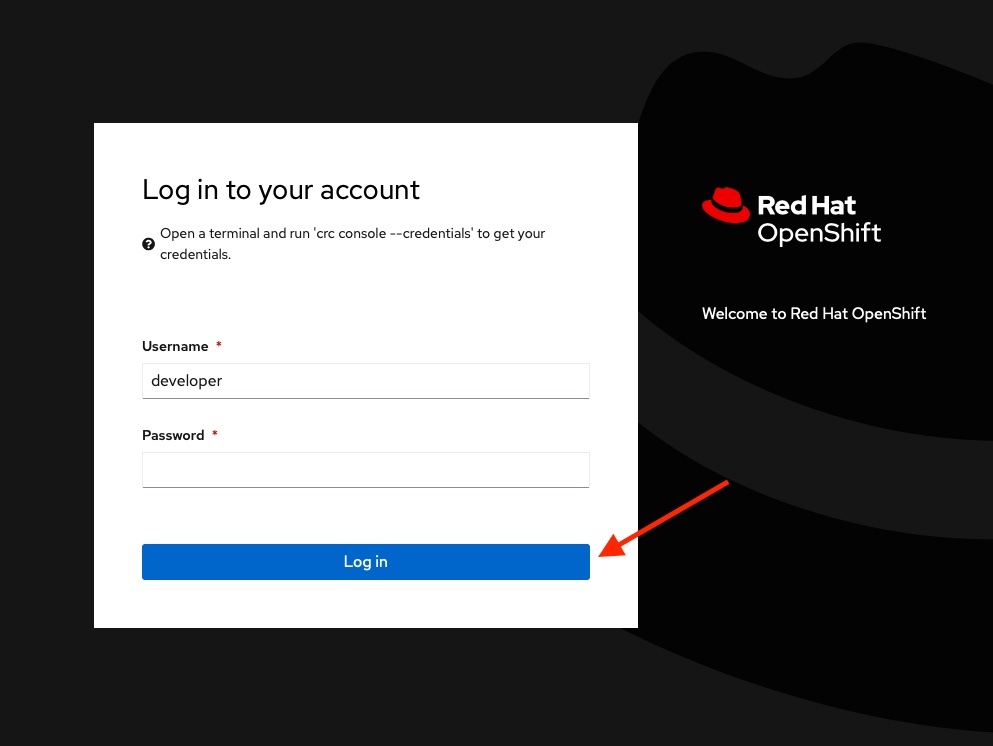 Log in to your account
Open a terminal and run 'crc console --credentials' to get your
credentials.
Username *
developer
Password *
Log in
Red Hat
OpenShift
Welcome to Red Hat OpenShift